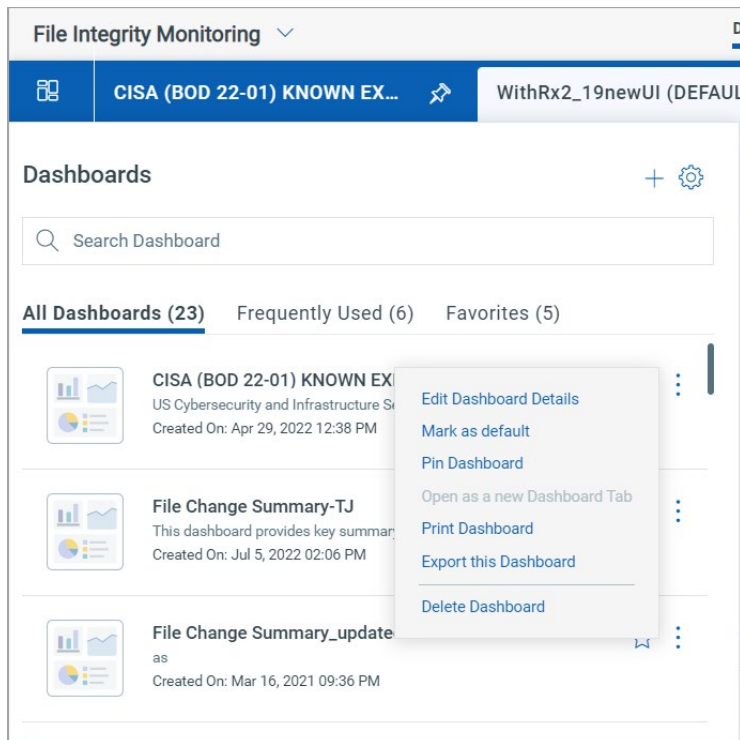 File Integrity Monitoring
D
CISA (BOD 22-01) KNOWN EX...
WithRx2_19newUI (DEFAUL
Dashboards
Search Dashboard
All Dashboards (23) Frequently Used (6) Favorites (5)
CISA (BOD 22-01) KNOWN EX
US Cybersecurity and Infrastructure Se
Created On: Apr 29, 2022 12:38 PM
File Change Summary-TJ
This dashboard provides key summar
Created On: Jul 5, 2022 02:06 PM
File Change Summary_update
as
Created On: Mar 16, 2021 09:36 PM
Edit Dashboard Details
Mark as default
Pin Dashboard
Open as a new Dashboard Tab
Print Dashboard
Export this Dashboard
Delete Dashboard